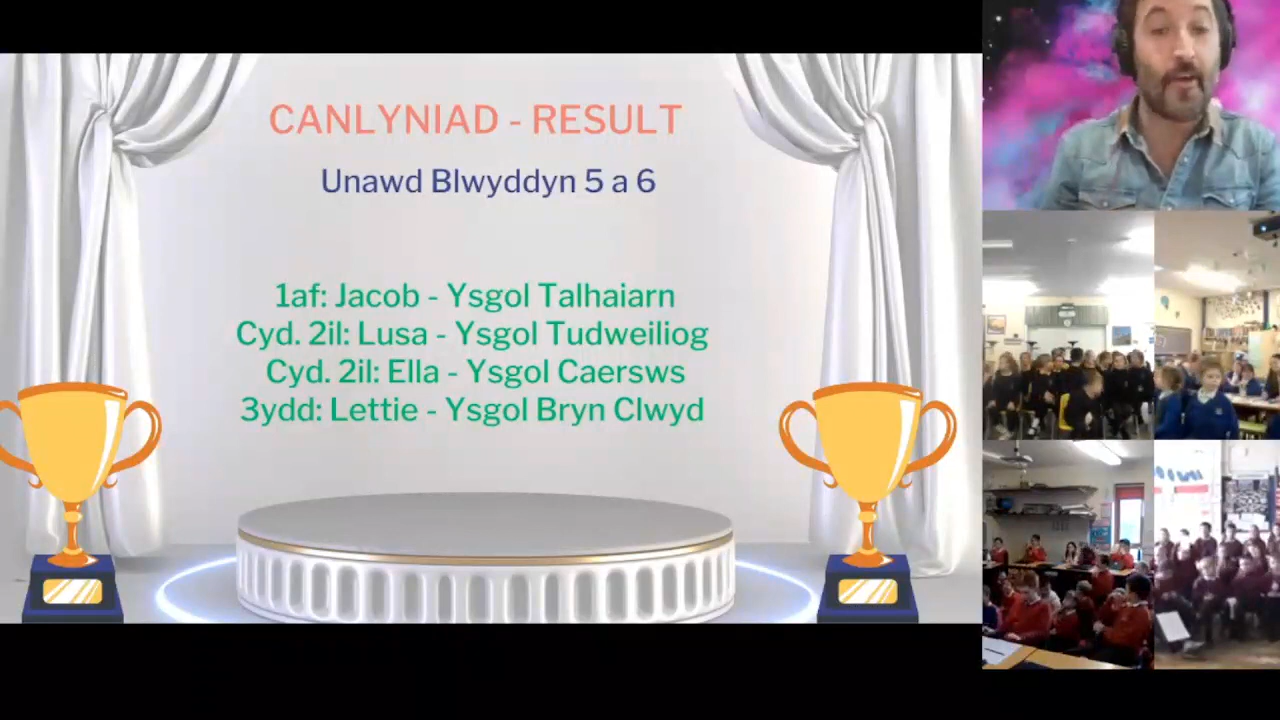 CANLYNIAD - RESULT
Unawd Blwyddyn 5 a 6
1af: Jacob - Ysgol Talhaiarn
Cyd. 2il: Lusa - Ysgol Tudweiliog
Cyd. 2il: Ella - Ysgol Caersws
3ydd: Lettie - Ysgol Bryn Clwyd